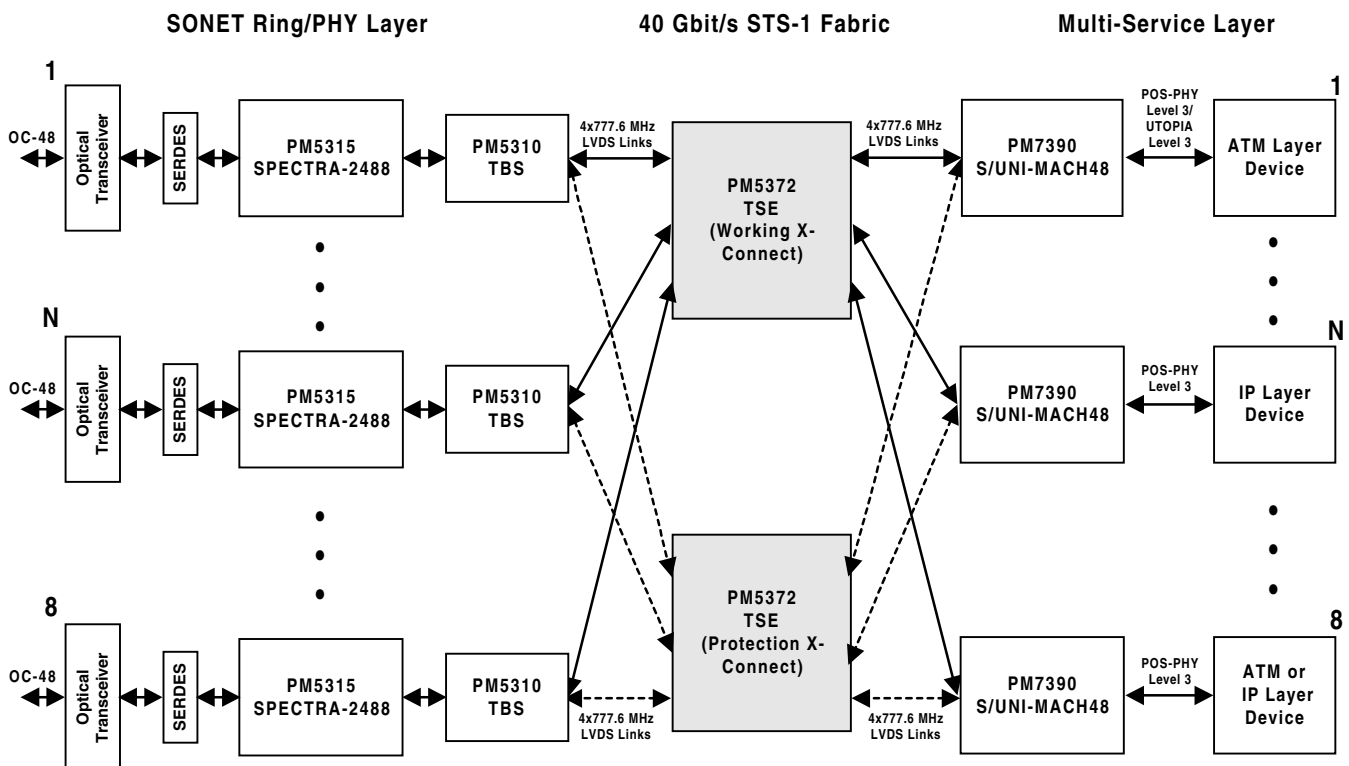 SONET Ring/PHY Layer
40 Gbit/s STS-1 Fabric
Multi-Service Layer
1
OC-48
Optical
Transceiver
SERDES
PM5315
SPECTRA-2488
PM5310
TBS
4x777.6 MHz
LVDS Links
PM5372
TSE
(Working X-
Connect)
4x777.6 MHz
LVDS Links
PM7390
S/UNI-MACH48
POS-PHY
Level 3/
UTOPIA
Level 3
1
ATM Layer
Device
N
OC-48
Optical
Transceiver
SERDES
PM5315
SPECTRA-2488
PM5310
TBS
PM7390
S/UNI-MACH48
POS-PHY
Level 3
N
IP Layer
Device
8
OC-48
Optical
Transceiver
SERDES
PM5315
SPECTRA-2488
PM5310
TBS
4x777.6 MHz
LVDS Links
PM5372
TSE
(Protection X-
Connect)
4x777.6 MHz
LVDS Links
PM7390
S/UNI-MACH48
POS-PHY
Level 3
8
ATM or
IP Layer
Device